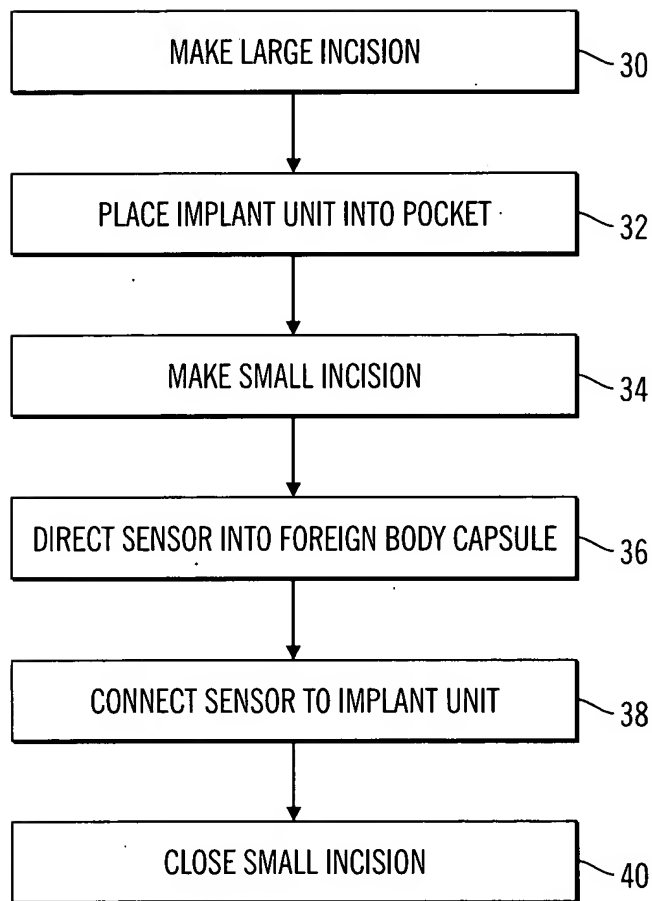 MAKE LARGE INCISION
30
PLACE IMPLANT UNIT INTO POCKET
32
MAKE SMALL INCISION
34
DIRECT SENSOR INTO FOREIGN BODY CAPSULE
36
CONNECT SENSOR TO IMPLANT UNIT
38
CLOSE SMALL INCISION
40